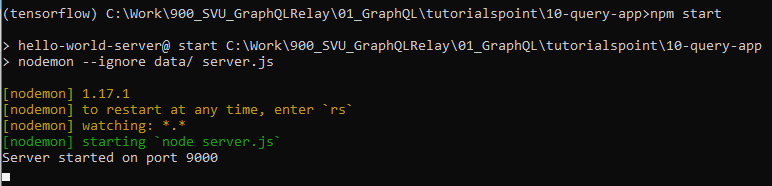 (tensorflow) C:\Work\900_SVU_GraphQLRelay\01_GraphQL\tutorialspoint\10-query-app>npm start
> hello-world-server@ start C:\Work\900_SVU_GraphQLRelay\01_GraphQL\tutorialspoint\10-query-app
> nodemon --ignore data/ server.js
[nodemon] 1.17.1
[nodemon] to restart at any time, enter `rs`
[nodemon] watching: *.*
[nodemon] starting `node server.js`
Server started on port 9000